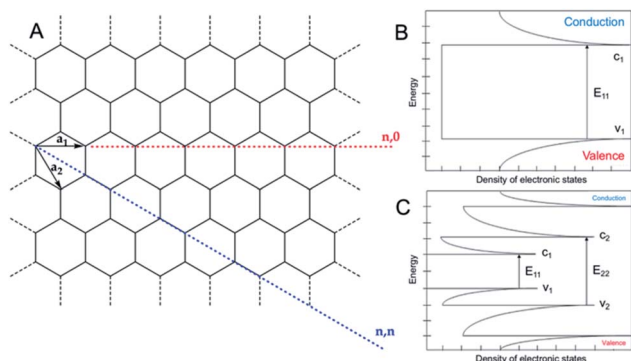 A
a₁
a₂
n,0
n,n
B
Conduction
c₁
E₁₁
v₁
Valence
Energy
Density of electronic states
C
Conduction
c₂
c₁
E₁₁
E₂₂
v₁
v₂
Valence
Energy
Density of electronic states